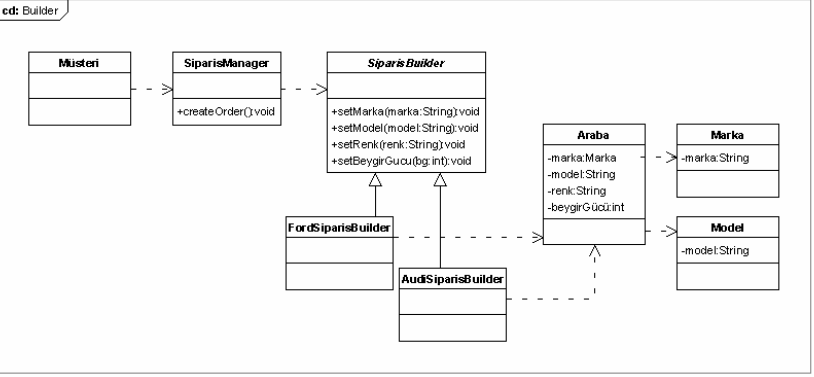 cd: Builder
Müsteri
SiparisManager
+createOrder():void
SiparisBuilder
+setMarka(marka:String):void
+setModel(model:String):void
+setRenk(renk:String):void
+setBeygirGucu(bg:int):void
Araba
-marka:Marka
-model:String
-renk:String
-beygirGücü:int
Marka
-marka:String
Model
-model:String
FordSiparisBuilder
AudiSiparisBuilder